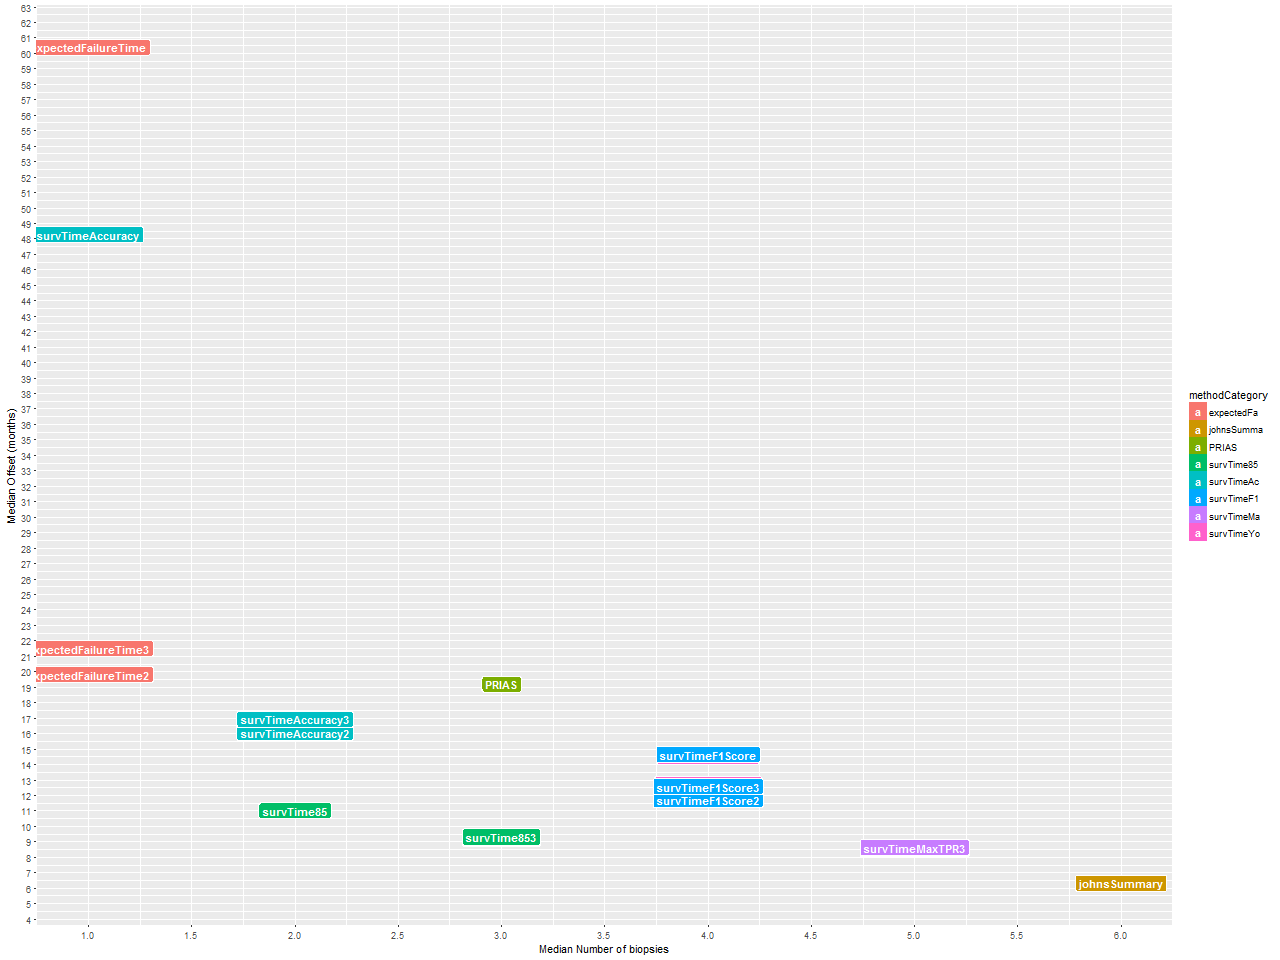 63
62
61
60
59
58
57
56
55
54
53
52
51
50
49
48
47
46
45
44
43
42
41
40
39
38
37
36
35
34
33
32
31
30
29
28
27
26
25
24
23
22
21
20
19
18
17
16
15
14
13
12
11
10
9
8
7
6
5
4
Median Offset (months)
xpectedFailureTime
survTimeAccuracy
xpectedFailureTime3
xpectedFailureTime2
PRIAS
survTimeAccuracy3
survTimeAccuracy2
survTimeF1Score
survTimeF1Score3
survTimeF1Score2
survTime85
survTime853
survTimeMaxTPR3
johnsSummary
1.0 1.5 2.0 2.5 3.0 3.5 4.0 4.5 5.0 5.5 6.0
Median Number of biopsies
methodCategory
a expectedFa
a johnsSumma
a PRIAS
a survTime85
a survTimeAc
a survTimeF1
a survTimeMa
a survTimeYo